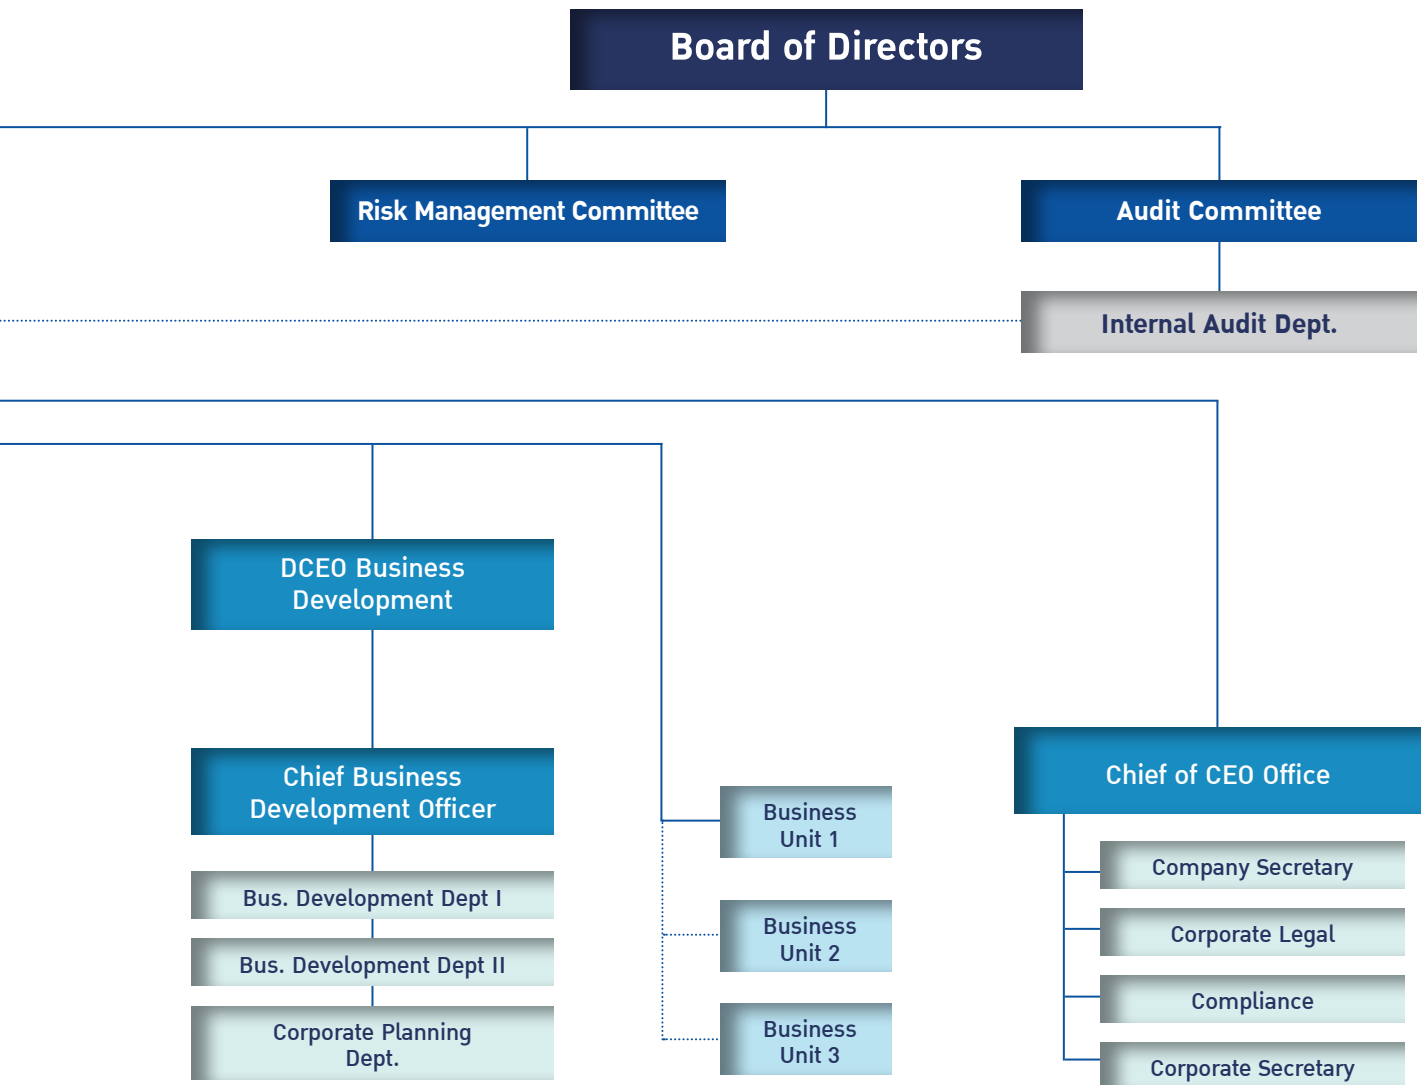 Board of Directors
Risk Management Committee
Audit Committee
Internal Audit Dept.
DCEO Business
Development
Chief Business
Development Officer
Bus. Development Dept I
Bus. Development Dept II
Corporate Planning
Dept.
Business
Unit 1
Business
Unit 2
Business
Unit 3
Chief of CEO Office
Company Secretary
Corporate Legal
Compliance
Corporate Secretary